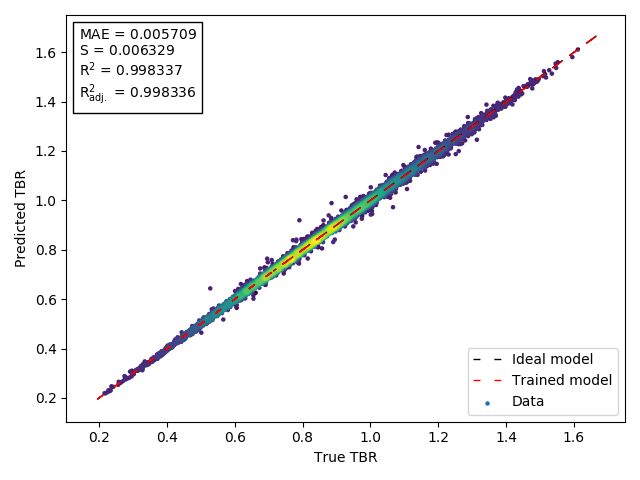 MAE = 0.005709
S = 0.006329
R² = 0.998337
R²adj. = 0.998336
1.6
1.4
1.2
1.0
0.8
0.6
0.4
0.2
Predicted TBR
Ideal model
Trained model
Data
0.2 0.4 0.6 0.8 1.0 1.2 1.4 1.6
True TBR